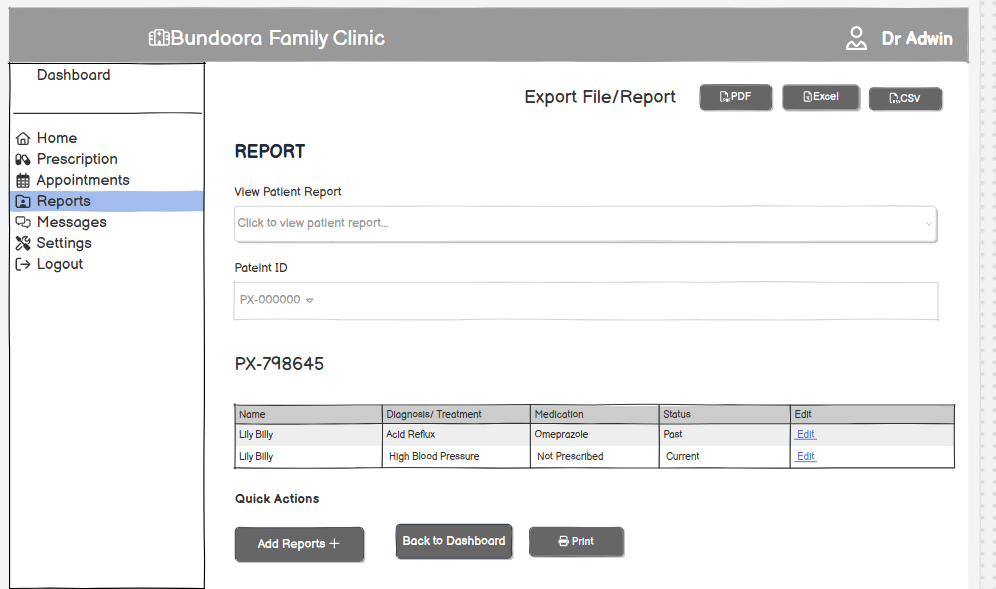 Bundoora Family Clinic
Dr Admin
Dashboard
Home
Prescription
Appointments
Reports
Messages
Settings
Logout
Export File/Report
PDF
Excel
CSV
REPORT
View Patient Report
Click to view patient report...
Pateint ID
PX-000000
PX-798645
Name Diagnosis/ Treatment Medication Status Edit
Lily Billy Acid Reflux Omeprazole Past Edit
Lily Billy High Blood Pressure Not Prescribed Current Edit
Quick Actions
Add Reports +
Back to Dashboard
Print